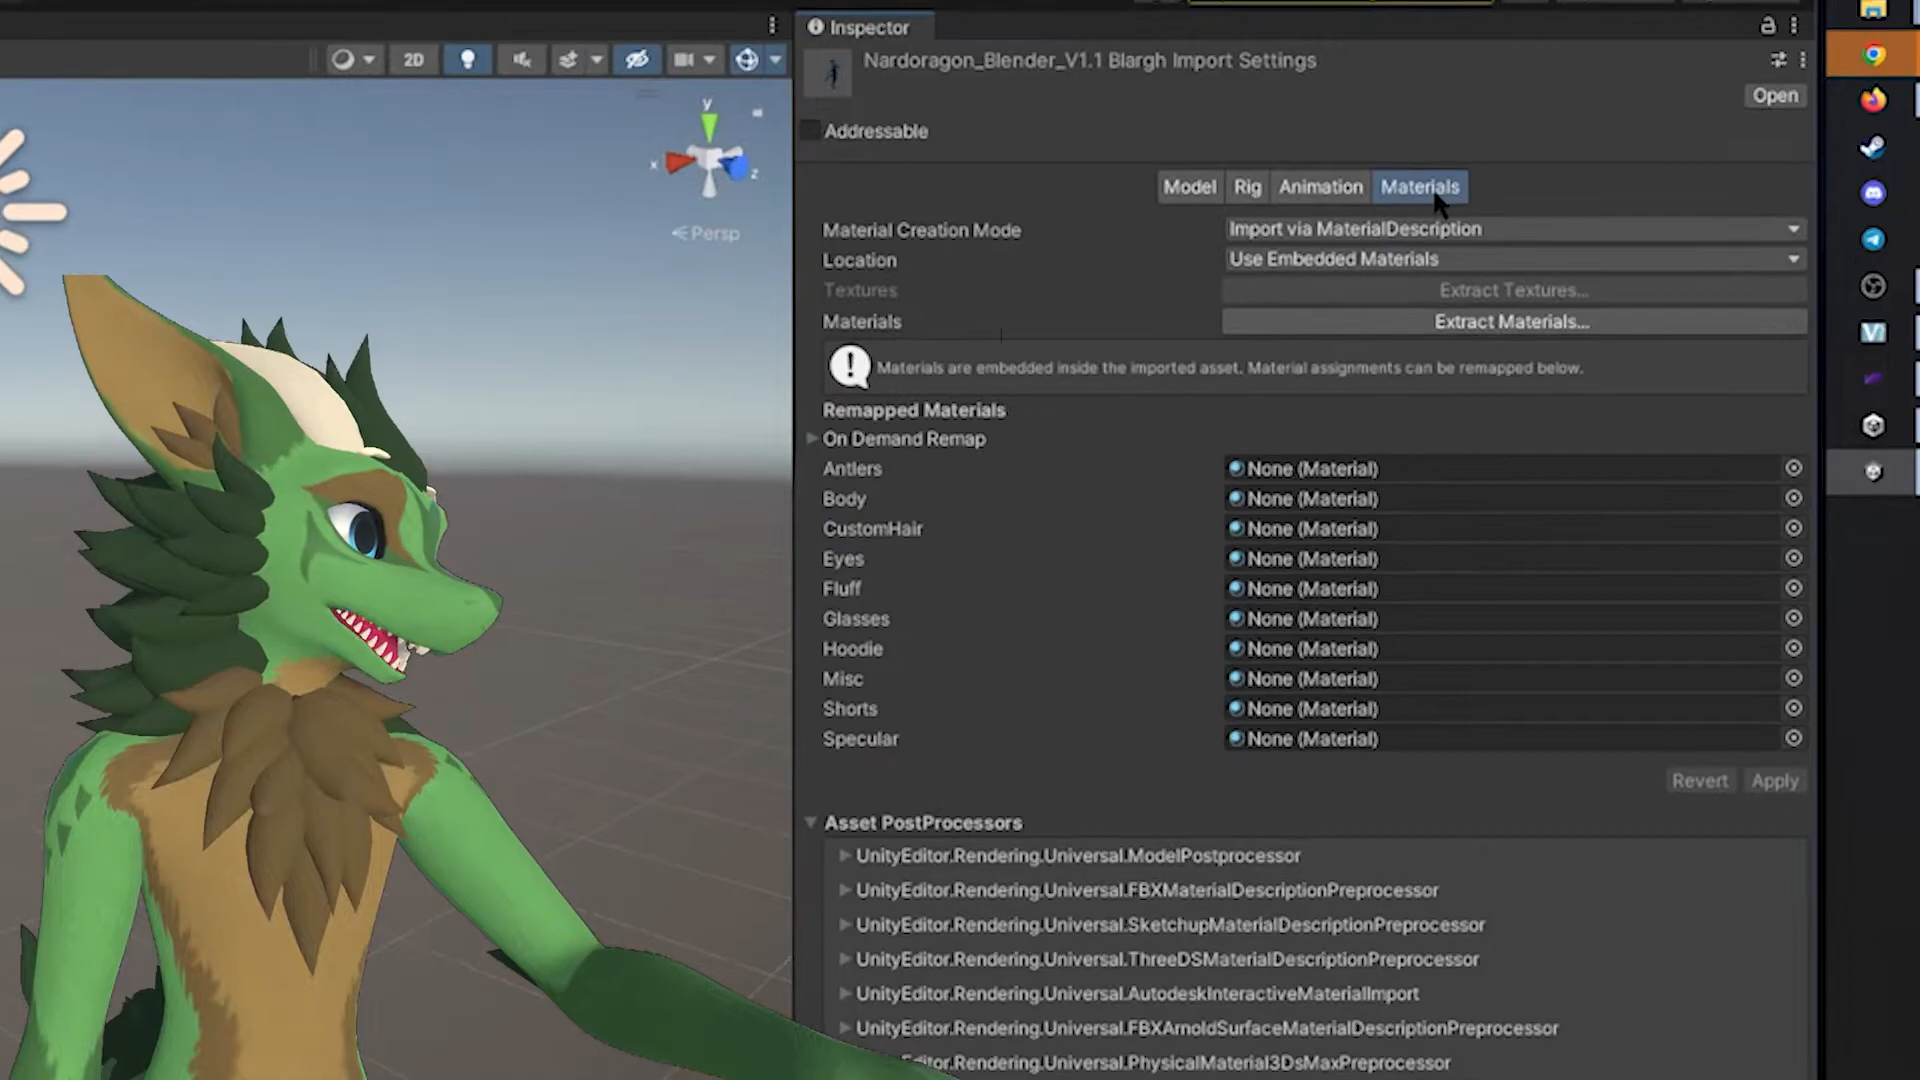 Inspector
2D
Nardoragon_Blender_V1.1 Blargh Import Settings
Open
y
x
z
Persp
Addressable
Model Rig Animation Materials
Material Creation Mode Import via MaterialDescription
Location Use Embedded Materials
Textures Extract Textures...
Materials Extract Materials...
Materials are embedded inside the imported asset. Material assignments can be remapped below.
Remapped Materials
On Demand Remap
Antlers None (Material)
Body None (Material)
CustomHair None (Material)
Eyes None (Material)
Fluff None (Material)
Glasses None (Material)
Hoodie None (Material)
Misc None (Material)
Shorts None (Material)
Specular None (Material)
Revert Apply
Asset PostProcessors
UnityEditor.Rendering.Universal.ModelPostprocessor
UnityEditor.Rendering.Universal.FBXMaterialDescriptionPreprocessor
UnityEditor.Rendering.Universal.SketchupMaterialDescriptionPreprocessor
UnityEditor.Rendering.Universal.ThreeDSMaterialDescriptionPreprocessor
UnityEditor.Rendering.Universal.AutodeskInteractiveMaterialImport
UnityEditor.Rendering.Universal.FBXArnoldSurfaceMaterialDescriptionPreprocessor
itor.Rendering.Universal.PhysicalMaterial3DsMaxPreprocessor